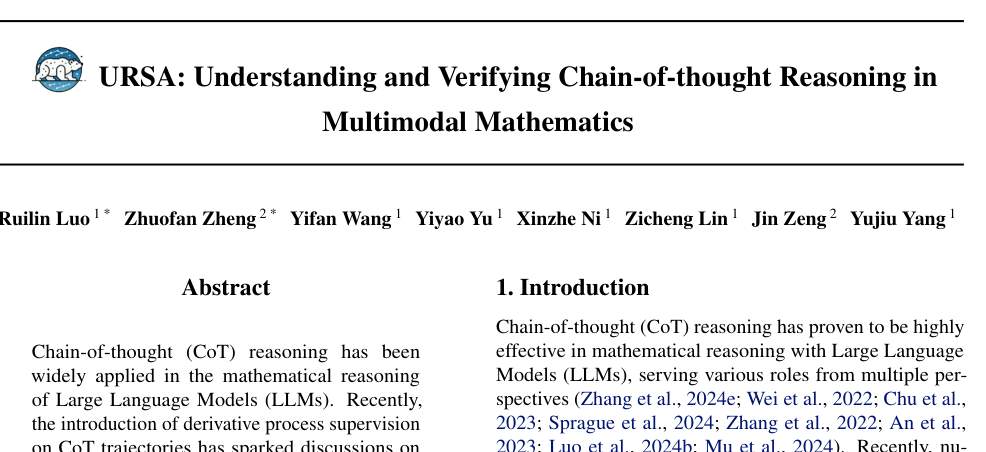 URSA: Understanding and Verifying Chain-of-thought Reasoning in
Multimodal Mathematics
Ruilin Luo 1 * Zhuofan Zheng 2 * Yifan Wang 1 Yiyao Yu 1 Xinzhe Ni 1 Zicheng Lin 1 Jin Zeng 2 Yujiu Yang 1
Abstract
Chain-of-thought (CoT) reasoning has been
widely applied in the mathematical reasoning
of Large Language Models (LLMs). Recently,
the introduction of derivative process supervision
on CoT trajectories has sparked discussions on
1. Introduction
Chain-of-thought (CoT) reasoning has proven to be highly
effective in mathematical reasoning with Large Language
Models (LLMs), serving various roles from multiple per-
spectives (Zhang et al., 2024e; Wei et al., 2022; Chu et al.,
2023; Sprague et al., 2024; Zhang et al., 2022; An et al.,
2023; Luo et al., 2024b; Mu et al., 2024). Recently, nu-